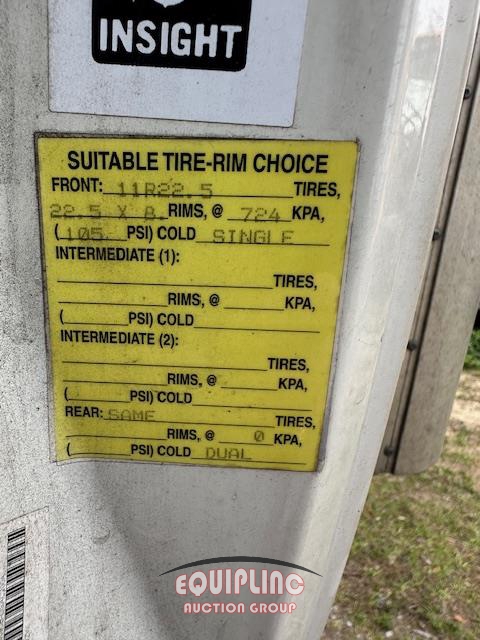 INSIGHT
SUITABLE TIRE-RIM CHOICE
FRONT: 11R22.5 TIRES,
22.5 X 8. RIMS, @ 724 KPA,
( 105 PSI) COLD SINGLE
INTERMEDIATE (1):
TIRES,
RIMS, @ KPA,
( PSI) COLD
INTERMEDIATE (2):
TIRES,
RIMS, @ KPA,
( PSI) COLD
REAR: SAME TIRES,
RIMS, @ 0 KPA,
( PSI) COLD DUAL
EQUIPLINC
AUCTION GROUP